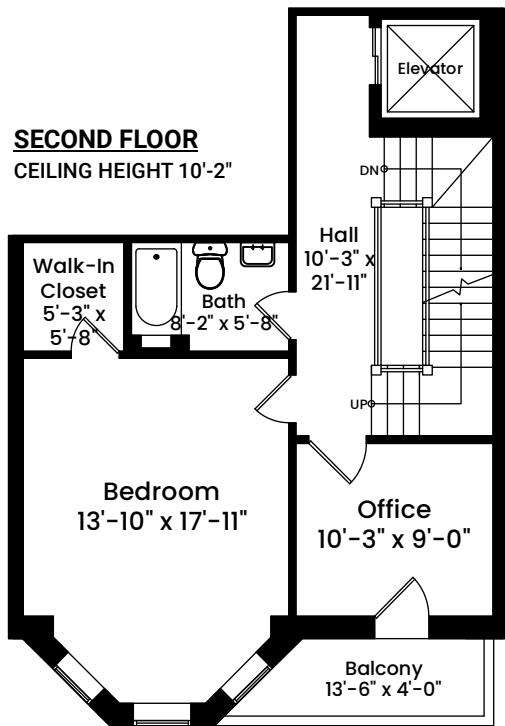 Elevator
SECOND FLOOR
CEILING HEIGHT 10'-2"
DN
Hall
10'-3" x
21'-11"
Walk-In
Closet
5'-3" x
5'-8"
Bath
8'-2" x 5'-8"
UP
Bedroom
13'-10" x 17'-11"
Office
10'-3" x 9'-0"
Balcony
13'-6" x 4'-0"